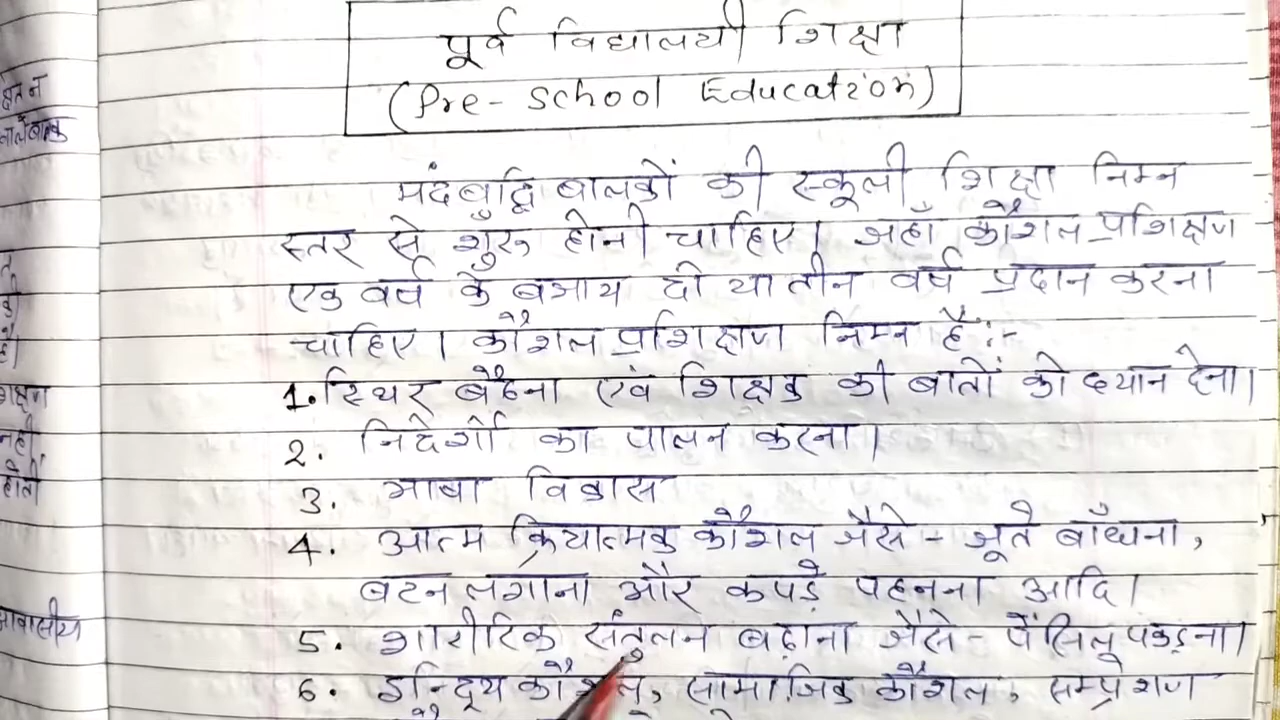 पूर्व विद्यालयी शिक्षा
(Pre- School Education)
मंदबुद्धि बालकों की स्कूली शिक्षा निम्न
स्तर से शुरू होनी चाहिए। जहाँ कौशल प्रशिक्षण
एक वर्ष के बजाय दो या तीन वर्ष प्रदान करना
चाहिए। कौशल प्रशिक्षण निम्न है:-
1. स्थिर बैठना एवं शिक्षक की बातों को ध्यान देना।
2. निर्देशों का पालन करना।
3. भाषा विकास
4. आत्म क्रियात्मक कौशल जैसे - जूते बाँधना,
बटन लगाना और कपड़े पहनना आदि।
5. शारीरिक संतुलन बढ़ाना जैसे- पेंसिल पकड़ना।
6. इन्द्रिय कौशल, सामाजिक कौशल, सम्प्रेशण